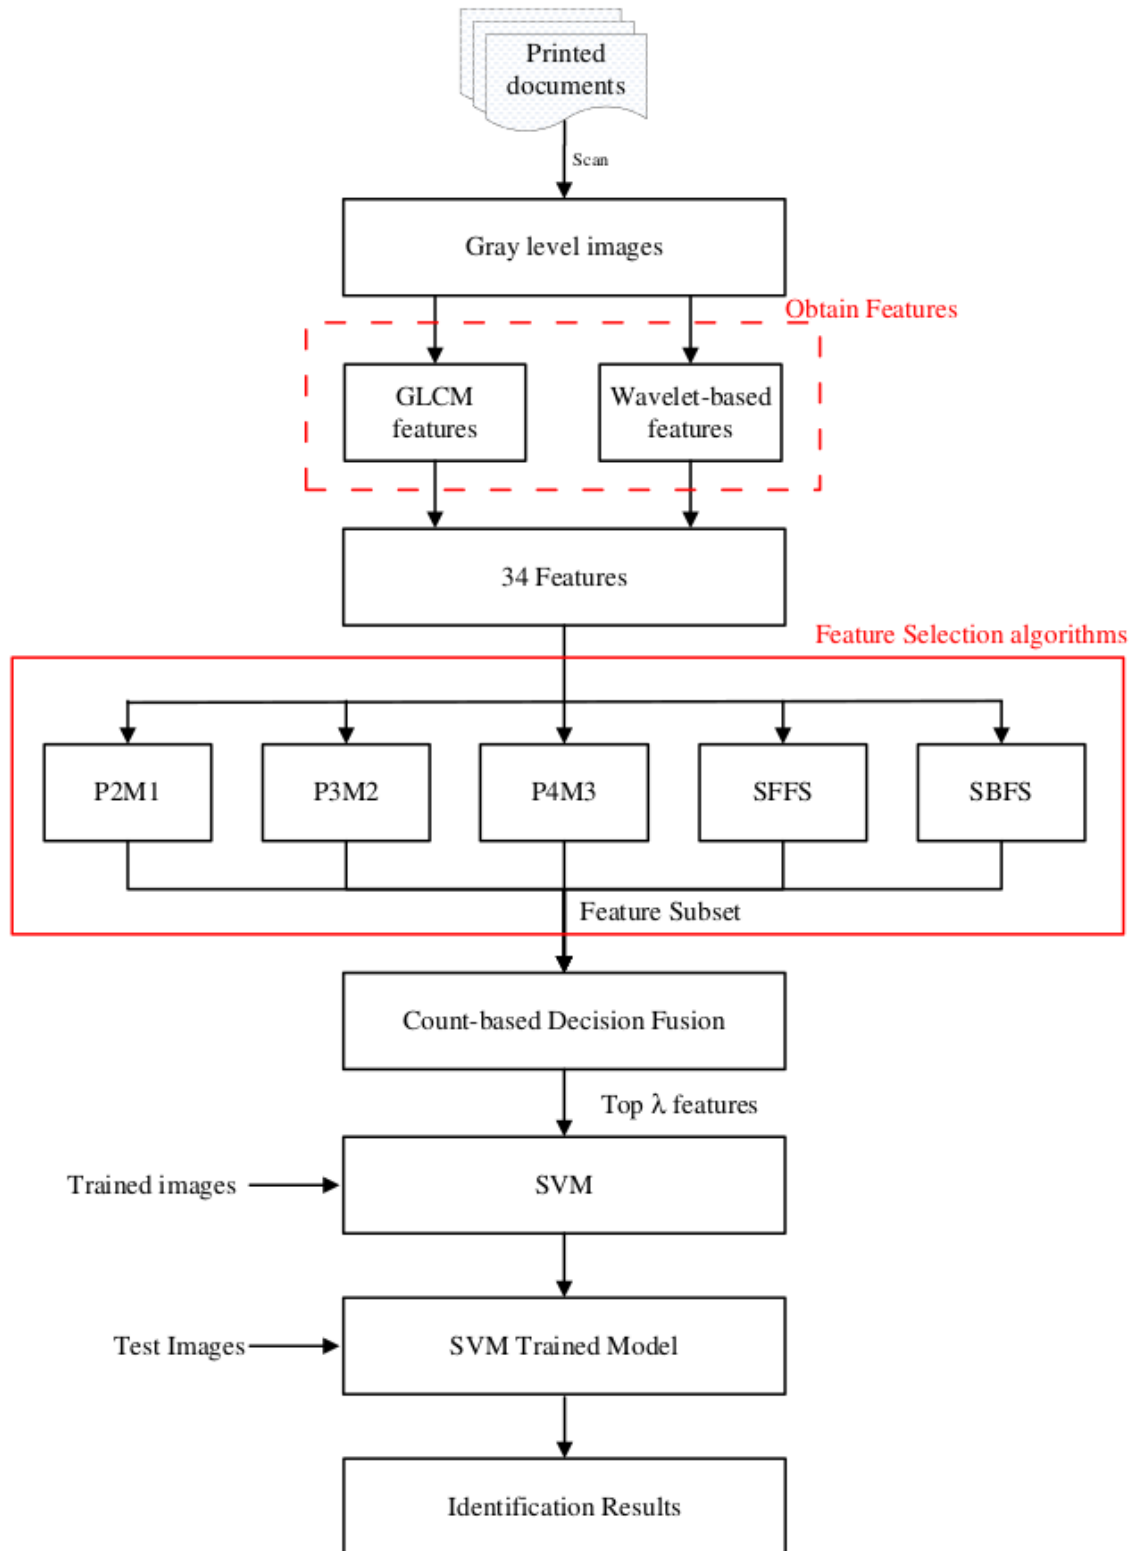 Printed
documents
Scan
Gray level images
Obtain Features
GLCM
features
Wavelet-based
features
34 Features
Feature Selection algorithms
P2M1
P3M2
P4M3
SFFS
SBFS
Feature Subset
Count-based Decision Fusion
Top λ features
Trained images
SVM
Test Images
SVM Trained Model
Identification Results